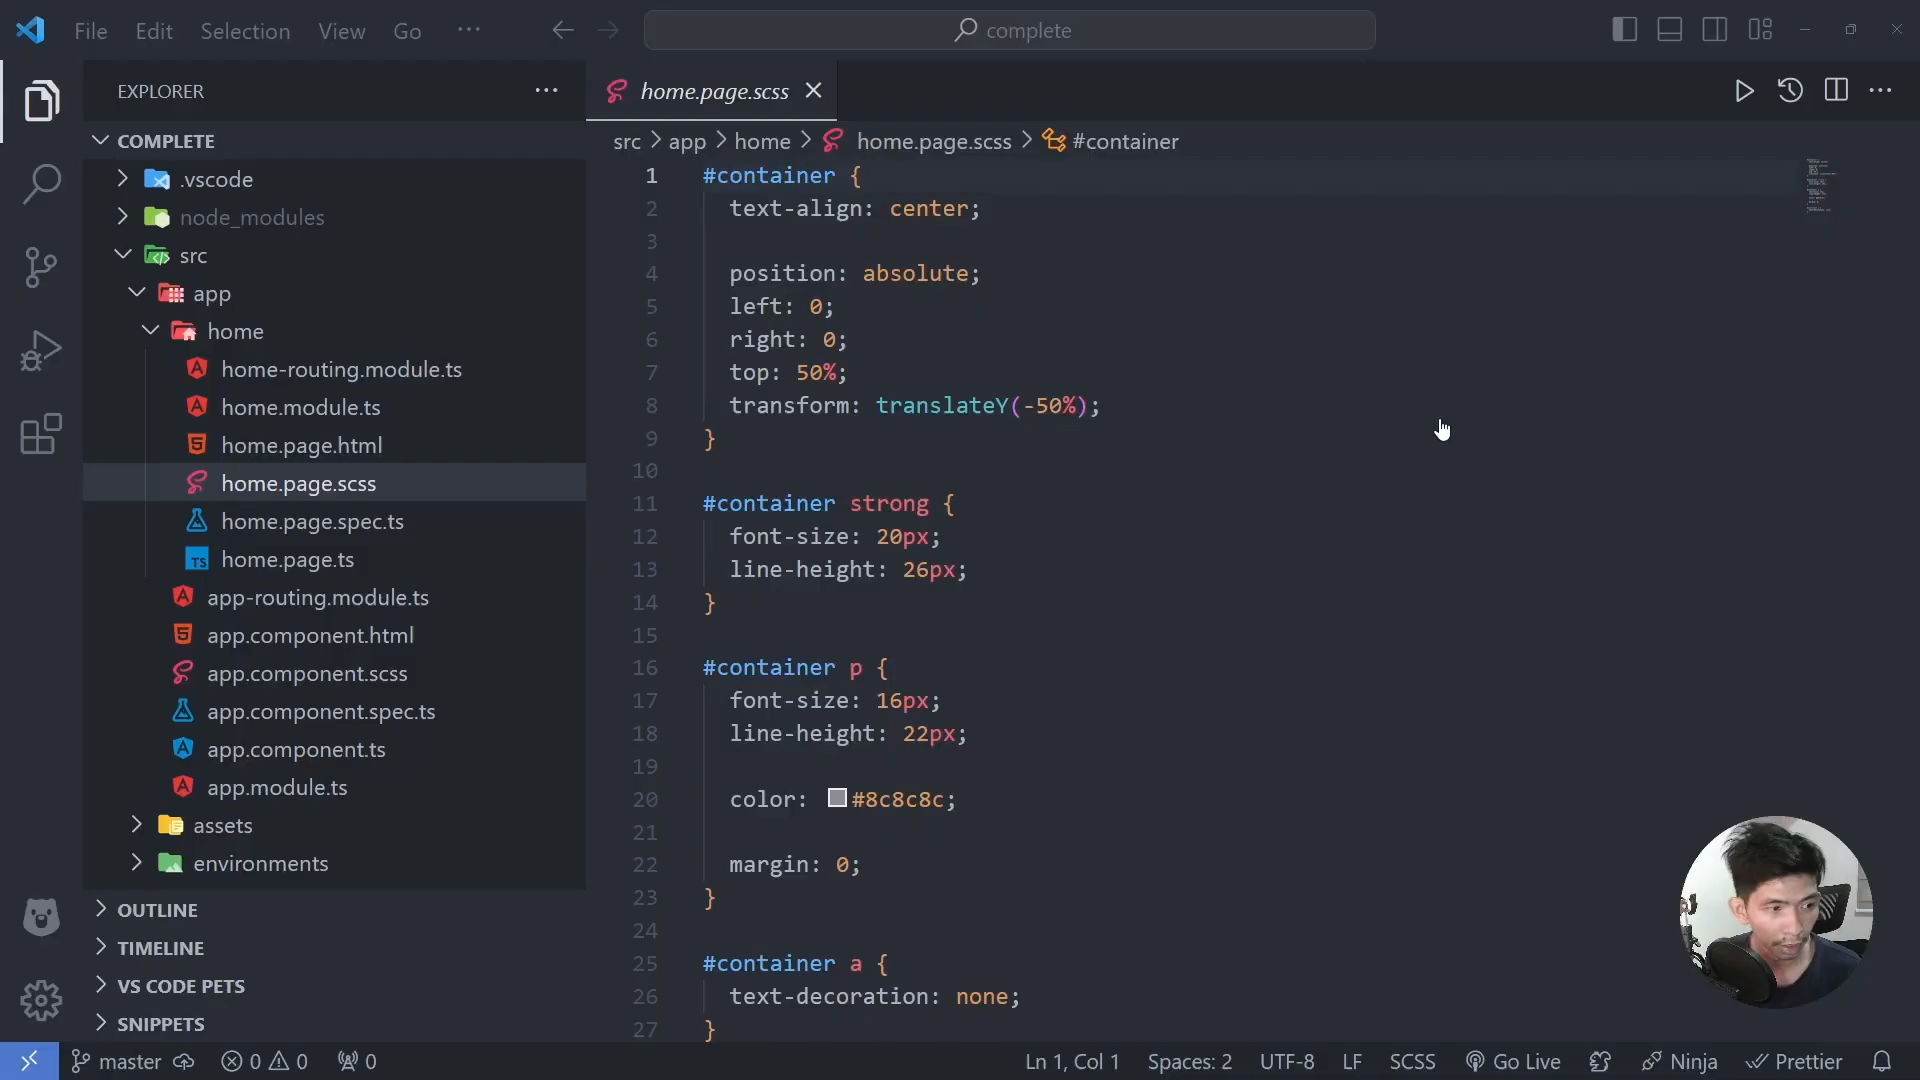 File Edit Selection View Go
complete
EXPLORER
COMPLETE
.vscode
node_modules
src
app
home
home-routing.module.ts
home.module.ts
home.page.html
home.page.scss
home.page.spec.ts
home.page.ts
app-routing.module.ts
app.component.html
app.component.scss
app.component.spec.ts
app.component.ts
app.module.ts
assets
environments
OUTLINE
TIMELINE
VS CODE PETS
SNIPPETS
home.page.scss
src > app > home > home.page.scss > #container
1 #container {
2 text-align: center;
3
4 position: absolute;
5 left: 0;
6 right: 0;
7 top: 50%;
8 transform: translateY(-50%);
9 }
10
11 #container strong {
12 font-size: 20px;
13 line-height: 26px;
14 }
15
16 #container p {
17 font-size: 16px;
18 line-height: 22px;
19
20 color: #8c8c8c;
21
22 margin: 0;
23 }
24
25 #container a {
26 text-decoration: none;
27 }
master 0 0 0 Ln 1, Col 1 Spaces: 2 UTF-8 LF SCSS Go Live Ninja Prettier